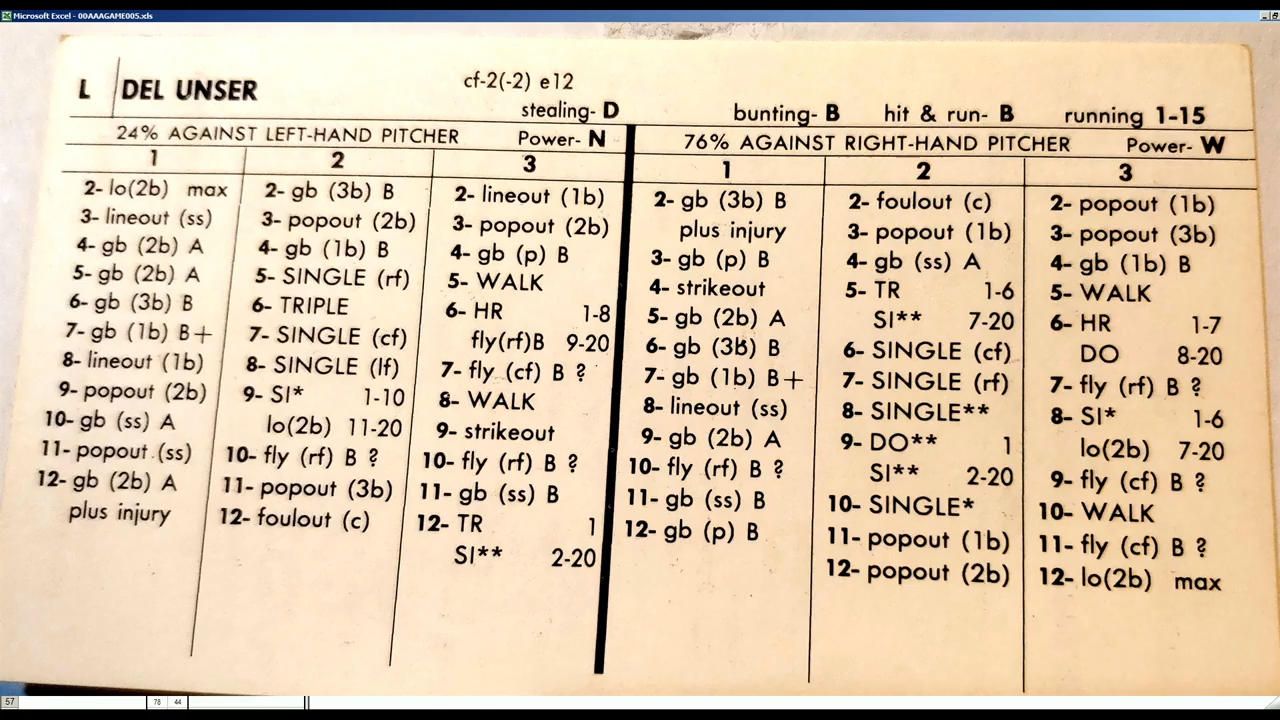 Microsoft Excel - 00AAAGAME005.xls
L DEL UNSER
cf-2(-2) e12
stealing- D
bunting- B
hit & run- B
running 1-15
24% AGAINST LEFT-HAND PITCHER Power- N
1
2- lo(2b) max
3- lineout (ss)
4- gb (2b) A
5- gb (2b) A
6- gb (3b) B
7- gb (1b) B+
8- lineout (1b)
9- popout (2b)
10- gb (ss) A
11- popout (ss)
12- gb (2b) A
plus injury
2
2- gb (3b) B
3- popout (2b)
4- gb (1b) B
5- SINGLE (rf)
6- TRIPLE
7- SINGLE (cf)
8- SINGLE (lf)
9- SI* 1-10
lo(2b) 11-20
10- fly (rf) B ?
11- popout (3b)
12- foulout (c)
3
2- lineout (1b)
3- popout (2b)
4- gb (p) B
5- WALK
6- HR 1-8
fly(rf)B 9-20
7- fly (cf) B ?
8- WALK
9- strikeout
10- fly (rf) B ?
11- gb (ss) B
12- TR 1
SI** 2-20
76% AGAINST RIGHT-HAND PITCHER Power- W
1
2- gb (3b) B
plus injury
3- gb (p) B
4- strikeout
5- gb (2b) A
6- gb (3b) B
7- gb (1b) B+
8- lineout (ss)
9- gb (2b) A
10- fly (rf) B ?
11- gb (ss) B
12- gb (p) B
2
2- foulout (c)
3- popout (1b)
4- gb (ss) A
5- TR 1-6
SI** 7-20
6- SINGLE (cf)
7- SINGLE (rf)
8- SINGLE**
9- DO** 1
SI** 2-20
10- SINGLE*
11- popout (1b)
12- popout (2b)
3
2- popout (1b)
3- popout (3b)
4- gb (1b) B
5- WALK
6- HR 1-7
DO 8-20
7- fly (rf) B ?
8- SI* 1-6
lo(2b) 7-20
9- fly (cf) B ?
10- WALK
11- fly (cf) B ?
12- lo(2b) max
57 78 44